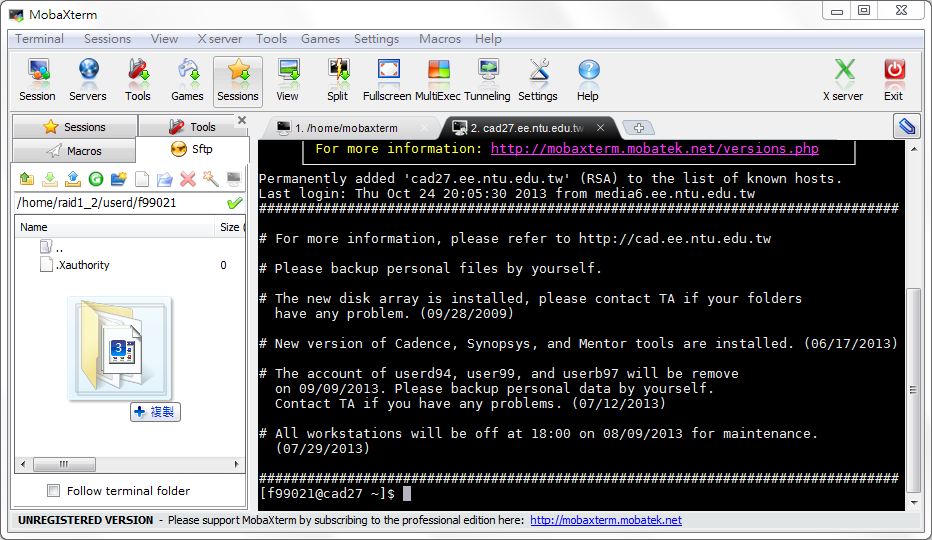 MobaXterm
Terminal Sessions View X server Tools Games Settings Macros Help
Session Servers Tools Games Sessions View Split Fullscreen MultiExec Tunneling Settings Help X server Exit
Sessions Tools
Macros Sftp
/home/raid1_2/userd/f99021
Name Size (
..
.Xauthority 0
3
複製
Follow terminal folder
1. /home/mobaxterm
2. cad27.ee.ntu.edu.tw
For more information: http://mobaxterm.mobatek.net/versions.php
Permanently added 'cad27.ee.ntu.edu.tw' (RSA) to the list of known hosts.
Last login: Thu Oct 24 20:05:30 2013 from media6.ee.ntu.edu.tw
################################################################################
# For more information, please refer to http://cad.ee.ntu.edu.tw
# Please backup personal files by yourself.
# The new disk array is installed, please contact TA if your folders
have any problem. (09/28/2009)
# New version of Cadence, Synopsys, and Mentor tools are installed. (06/17/2013)
# The account of userd94, user99, and userb97 will be remove
on 09/09/2013. Please backup personal data by yourself.
Contact TA if you have any problems. (07/12/2013)
# All workstations will be off at 18:00 on 08/09/2013 for maintenance.
(07/29/2013)
################################################################################
[f99021@cad27 ~]$
UNREGISTERED VERSION - Please support MobaXterm by subscribing to the professional edition here: http://mobaxterm.mobatek.net